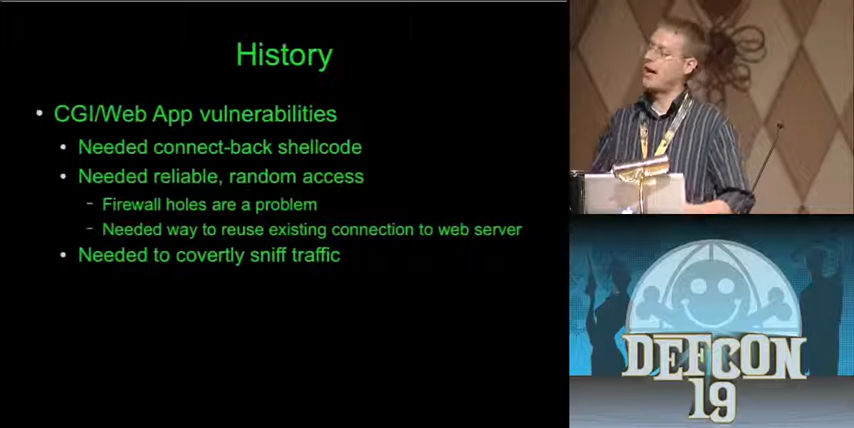 History
CGI/Web App vulnerabilities
Needed connect-back shellcode
Needed reliable, random access
Firewall holes are a problem
Needed way to reuse existing connection to web server
Needed to covertly sniff traffic
DEFCON
19